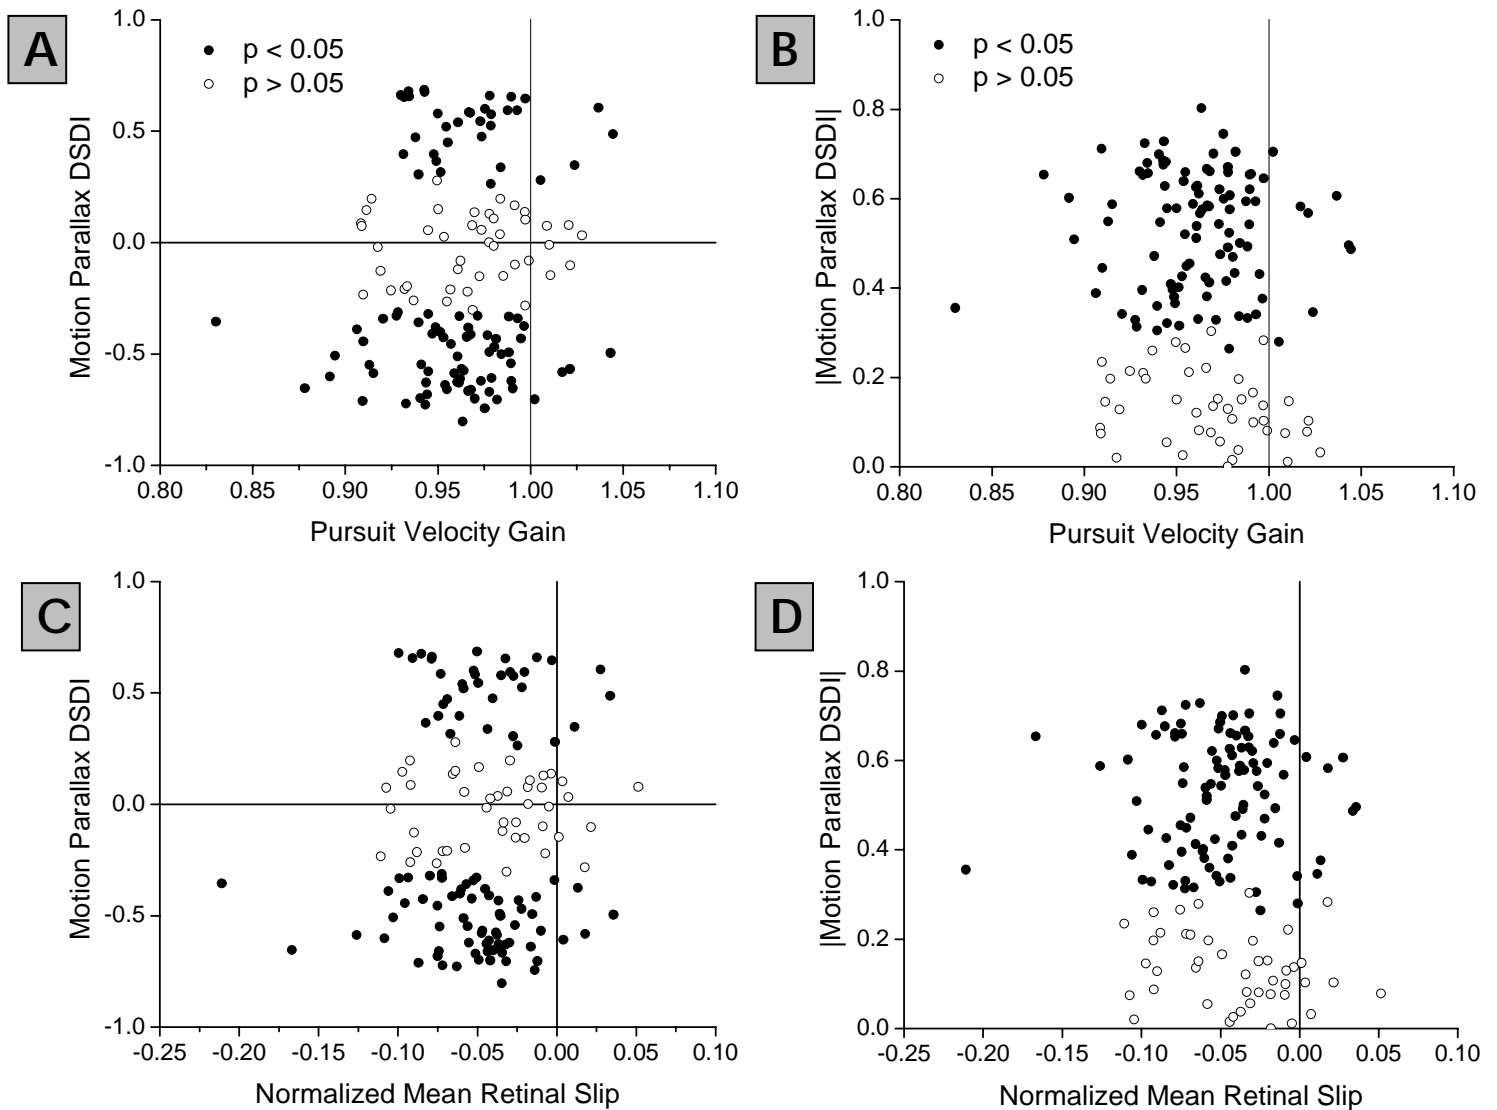 A
p < 0.05
p > 0.05
1.0
0.5
0.0
-0.5
-1.0
Motion Parallax DSDI
0.80 0.85 0.90 0.95 1.00 1.05 1.10
Pursuit Velocity Gain
B
p < 0.05
p > 0.05
1.0
0.8
0.6
0.4
0.2
0.0
|Motion Parallax DSDI|
0.80 0.85 0.90 0.95 1.00 1.05 1.10
Pursuit Velocity Gain
C
1.0
0.5
0.0
-0.5
-1.0
Motion Parallax DSDI
-0.25 -0.20 -0.15 -0.10 -0.05 0.00 0.05 0.10
Normalized Mean Retinal Slip
D
1.0
0.8
0.6
0.4
0.2
0.0
|Motion Parallax DSDI|
-0.25 -0.20 -0.15 -0.10 -0.05 0.00 0.05 0.10
Normalized Mean Retinal Slip